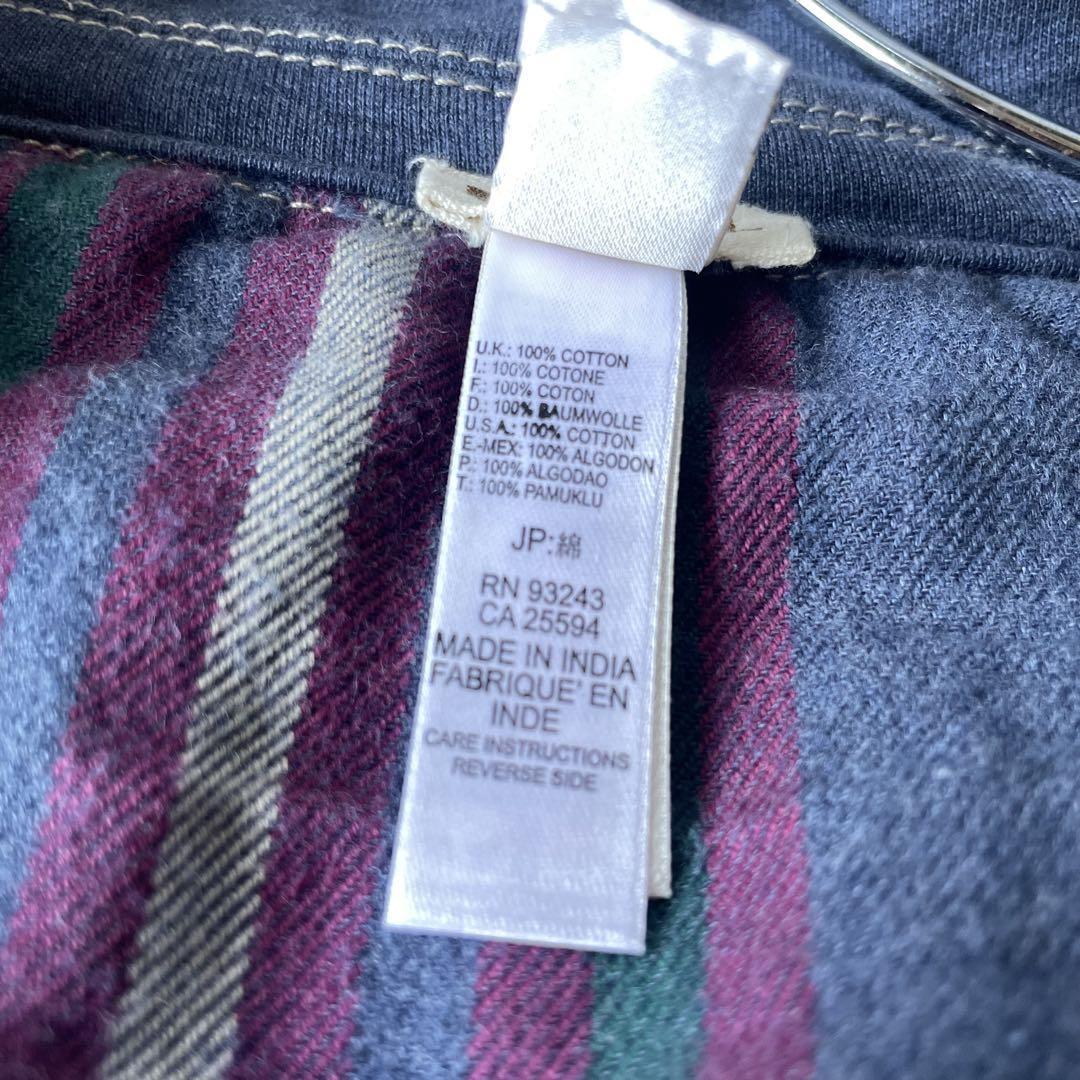 U.K.: 100% COTTON
I.: 100% COTONE
F.: 100% COTON
D.: 100% BAUMWOLLE
U.S.A.: 100% COTTON
E.-MEX: 100% ALGODON
P.: 100% ALGODAO
T.: 100% PAMUKLU
JP:綿
RN 93243
CA 25594
MADE IN INDIA
FABRIQUE' EN
INDE
CARE INSTRUCTIONS
REVERSE SIDE